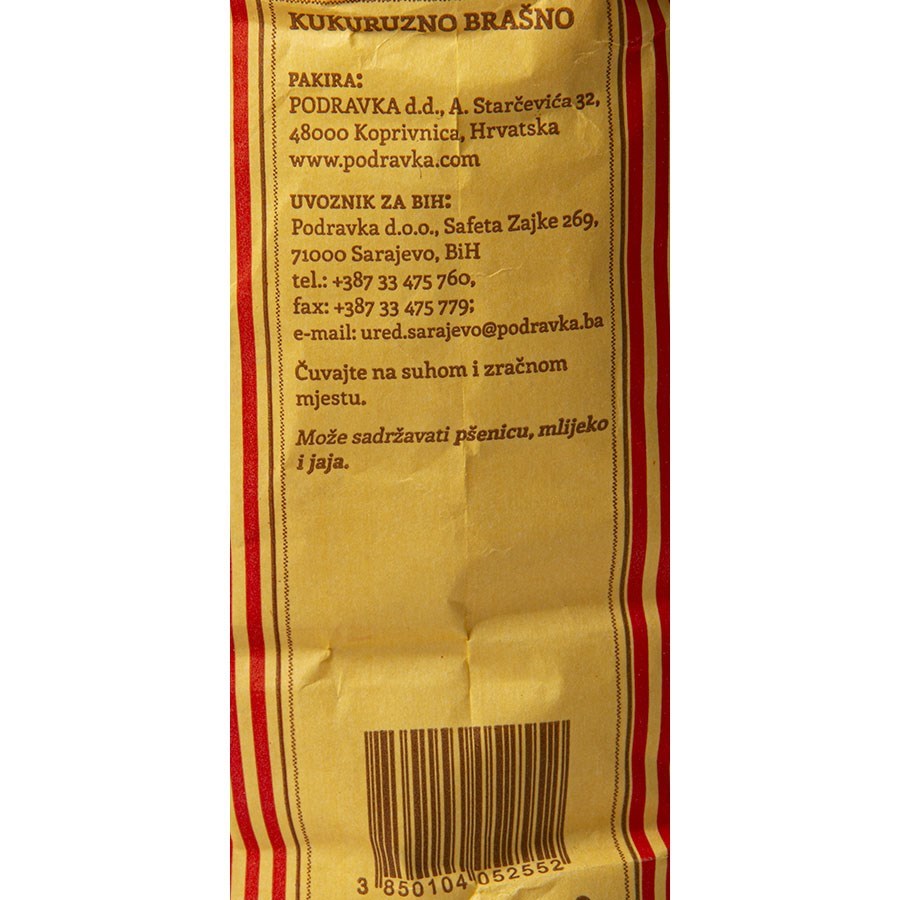 KUKURUZNO BRAŠNO
PAKIRA:
PODRAVKA d.d., A. Starčevića 32,
48000 Koprivnica, Hrvatska
www.podravka.com
UVOZNIK ZA BIH:
Podravka d.o.o., Safeta Zajke 269,
71000 Sarajevo, BiH
tel.: +387 33 475 760,
fax: +387 33 475 779;
e-mail: ured.sarajevo@podravka.ba
Čuvajte na suhom i zračnom
mjestu.
Može sadržavati pšenicu, mlijeko
i jaja.
3 850104 052552